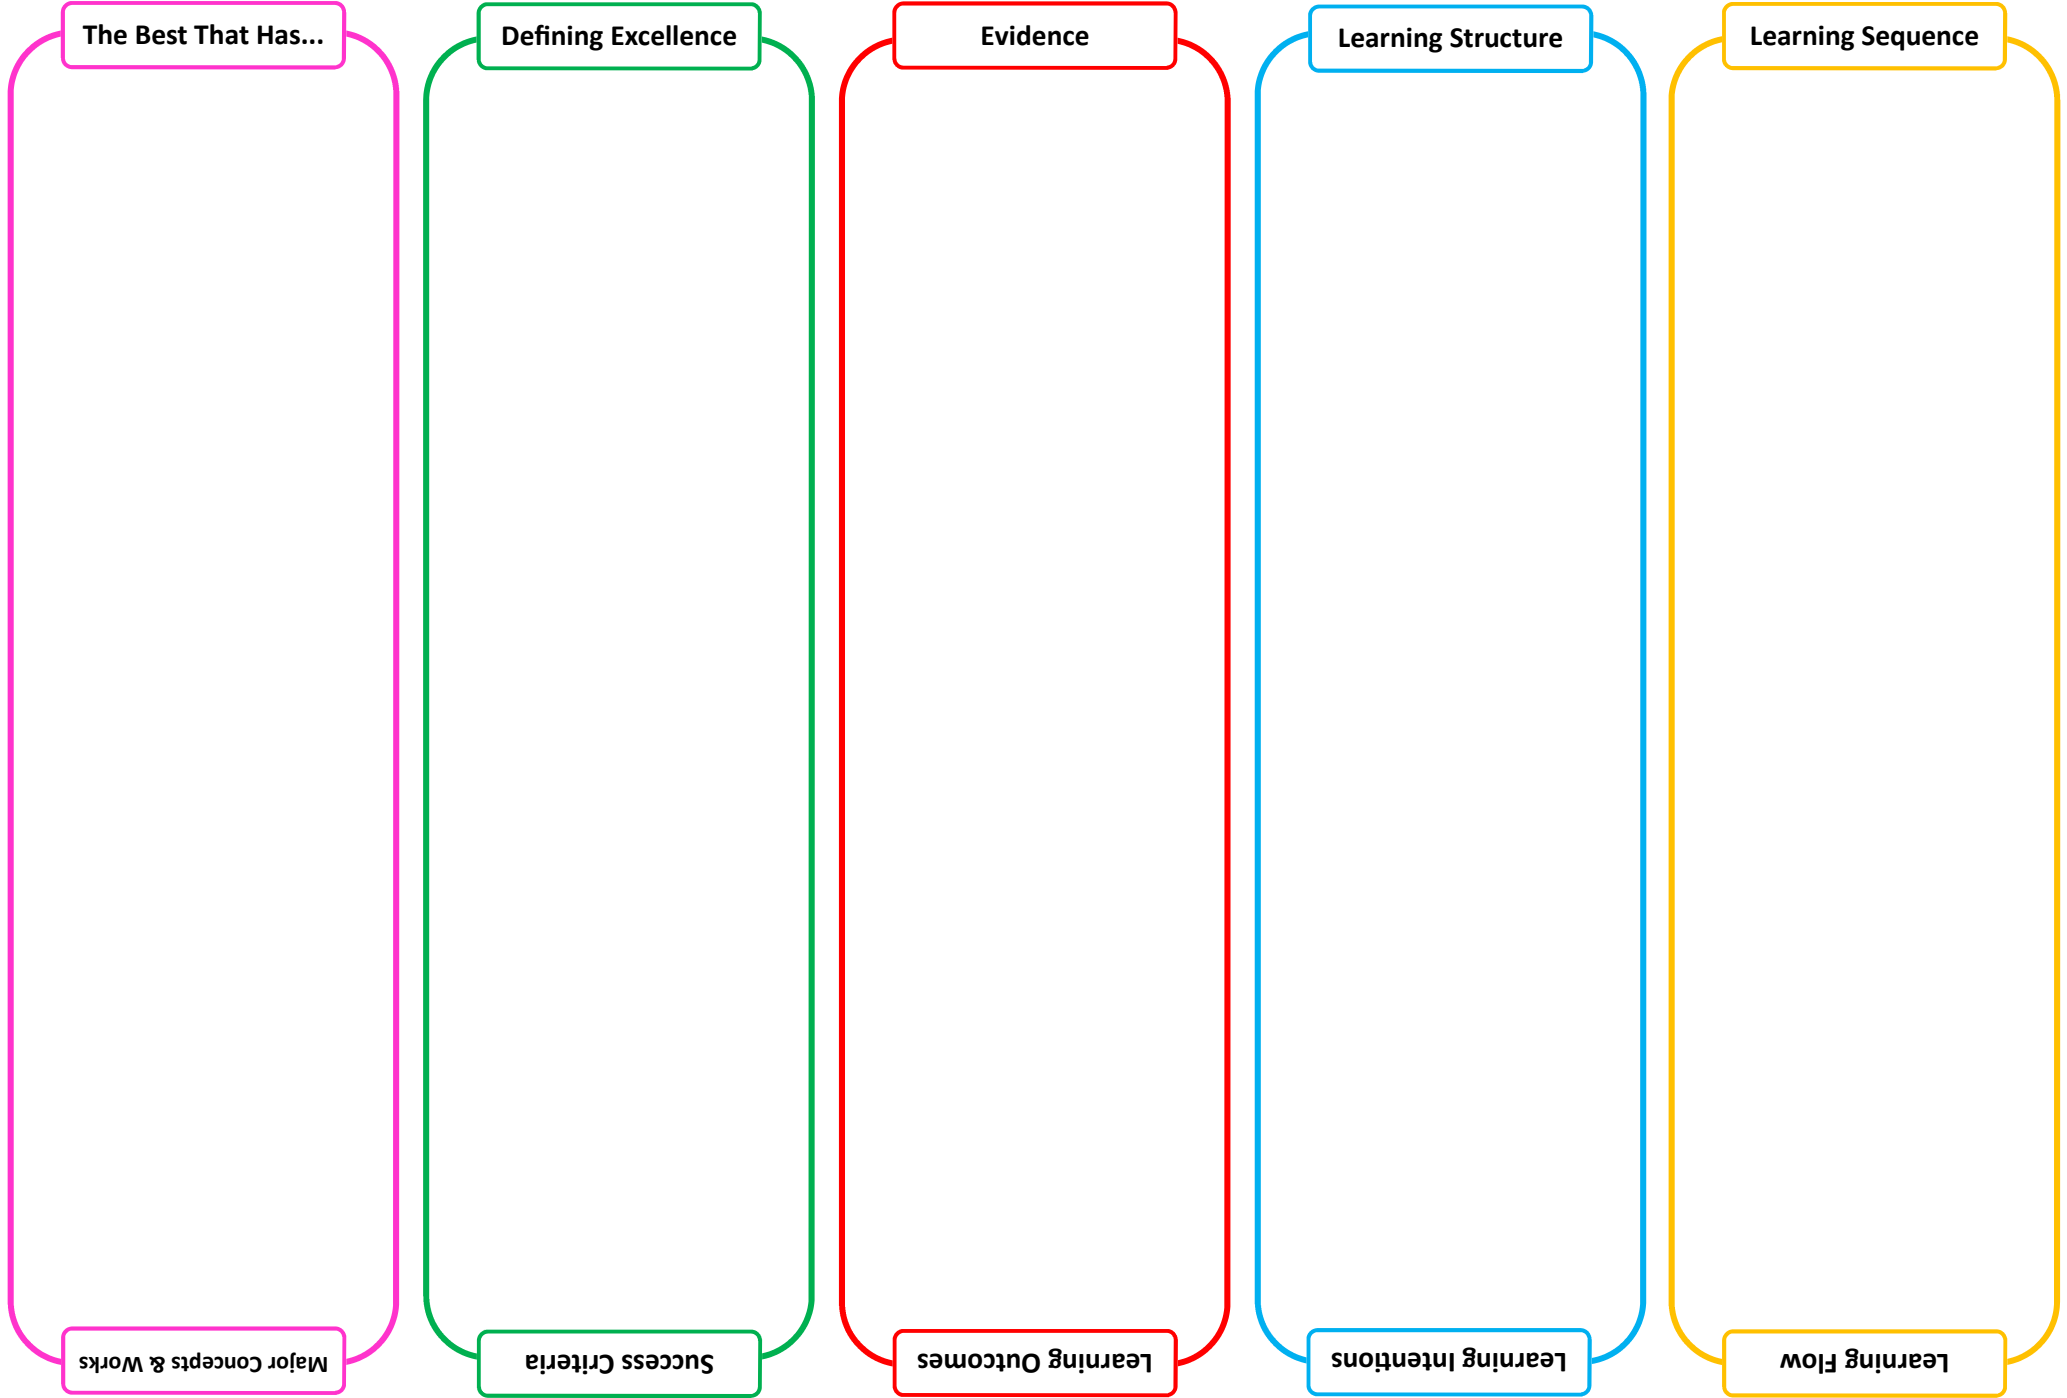 The Best That Has...
Defining Excellence
Evidence
Learning Structure
Learning Sequence
Major Concepts & Works
Success Criteria
Learning Outcomes
Learning Intentions
Learning Flow